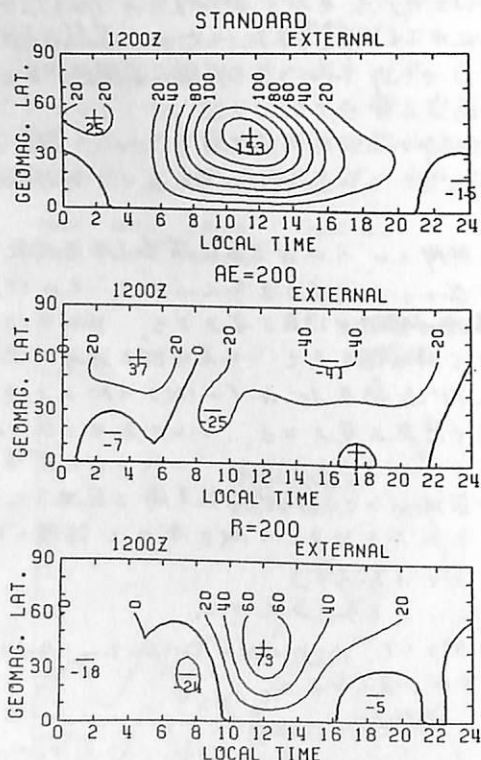 STANDARD
1200Z EXTERNAL
20 20 20 40 60 80 100 100 80 60 40 20
+ 25
+ 153
-15
90 60 30 0
GEOMAG. LAT.
0 2 4 6 8 10 12 14 16 18 20 22 24
LOCAL TIME
AE=200
1200Z EXTERNAL
0 20 20 0 20 40 40 20
+ 37
-41
-25
-7
+
90 60 30 0
GEOMAG. LAT.
0 2 4 6 8 10 12 14 16 18 20 22 24
LOCAL TIME
R=200
1200Z EXTERNAL
0 0 20 40 60 60 40 20
+ 73
-18
-24
-5
90 60 30 0
GEOMAG. LAT.
0 2 4 6 8 10 12 14 16 18 20 22 24
LOCAL TIME